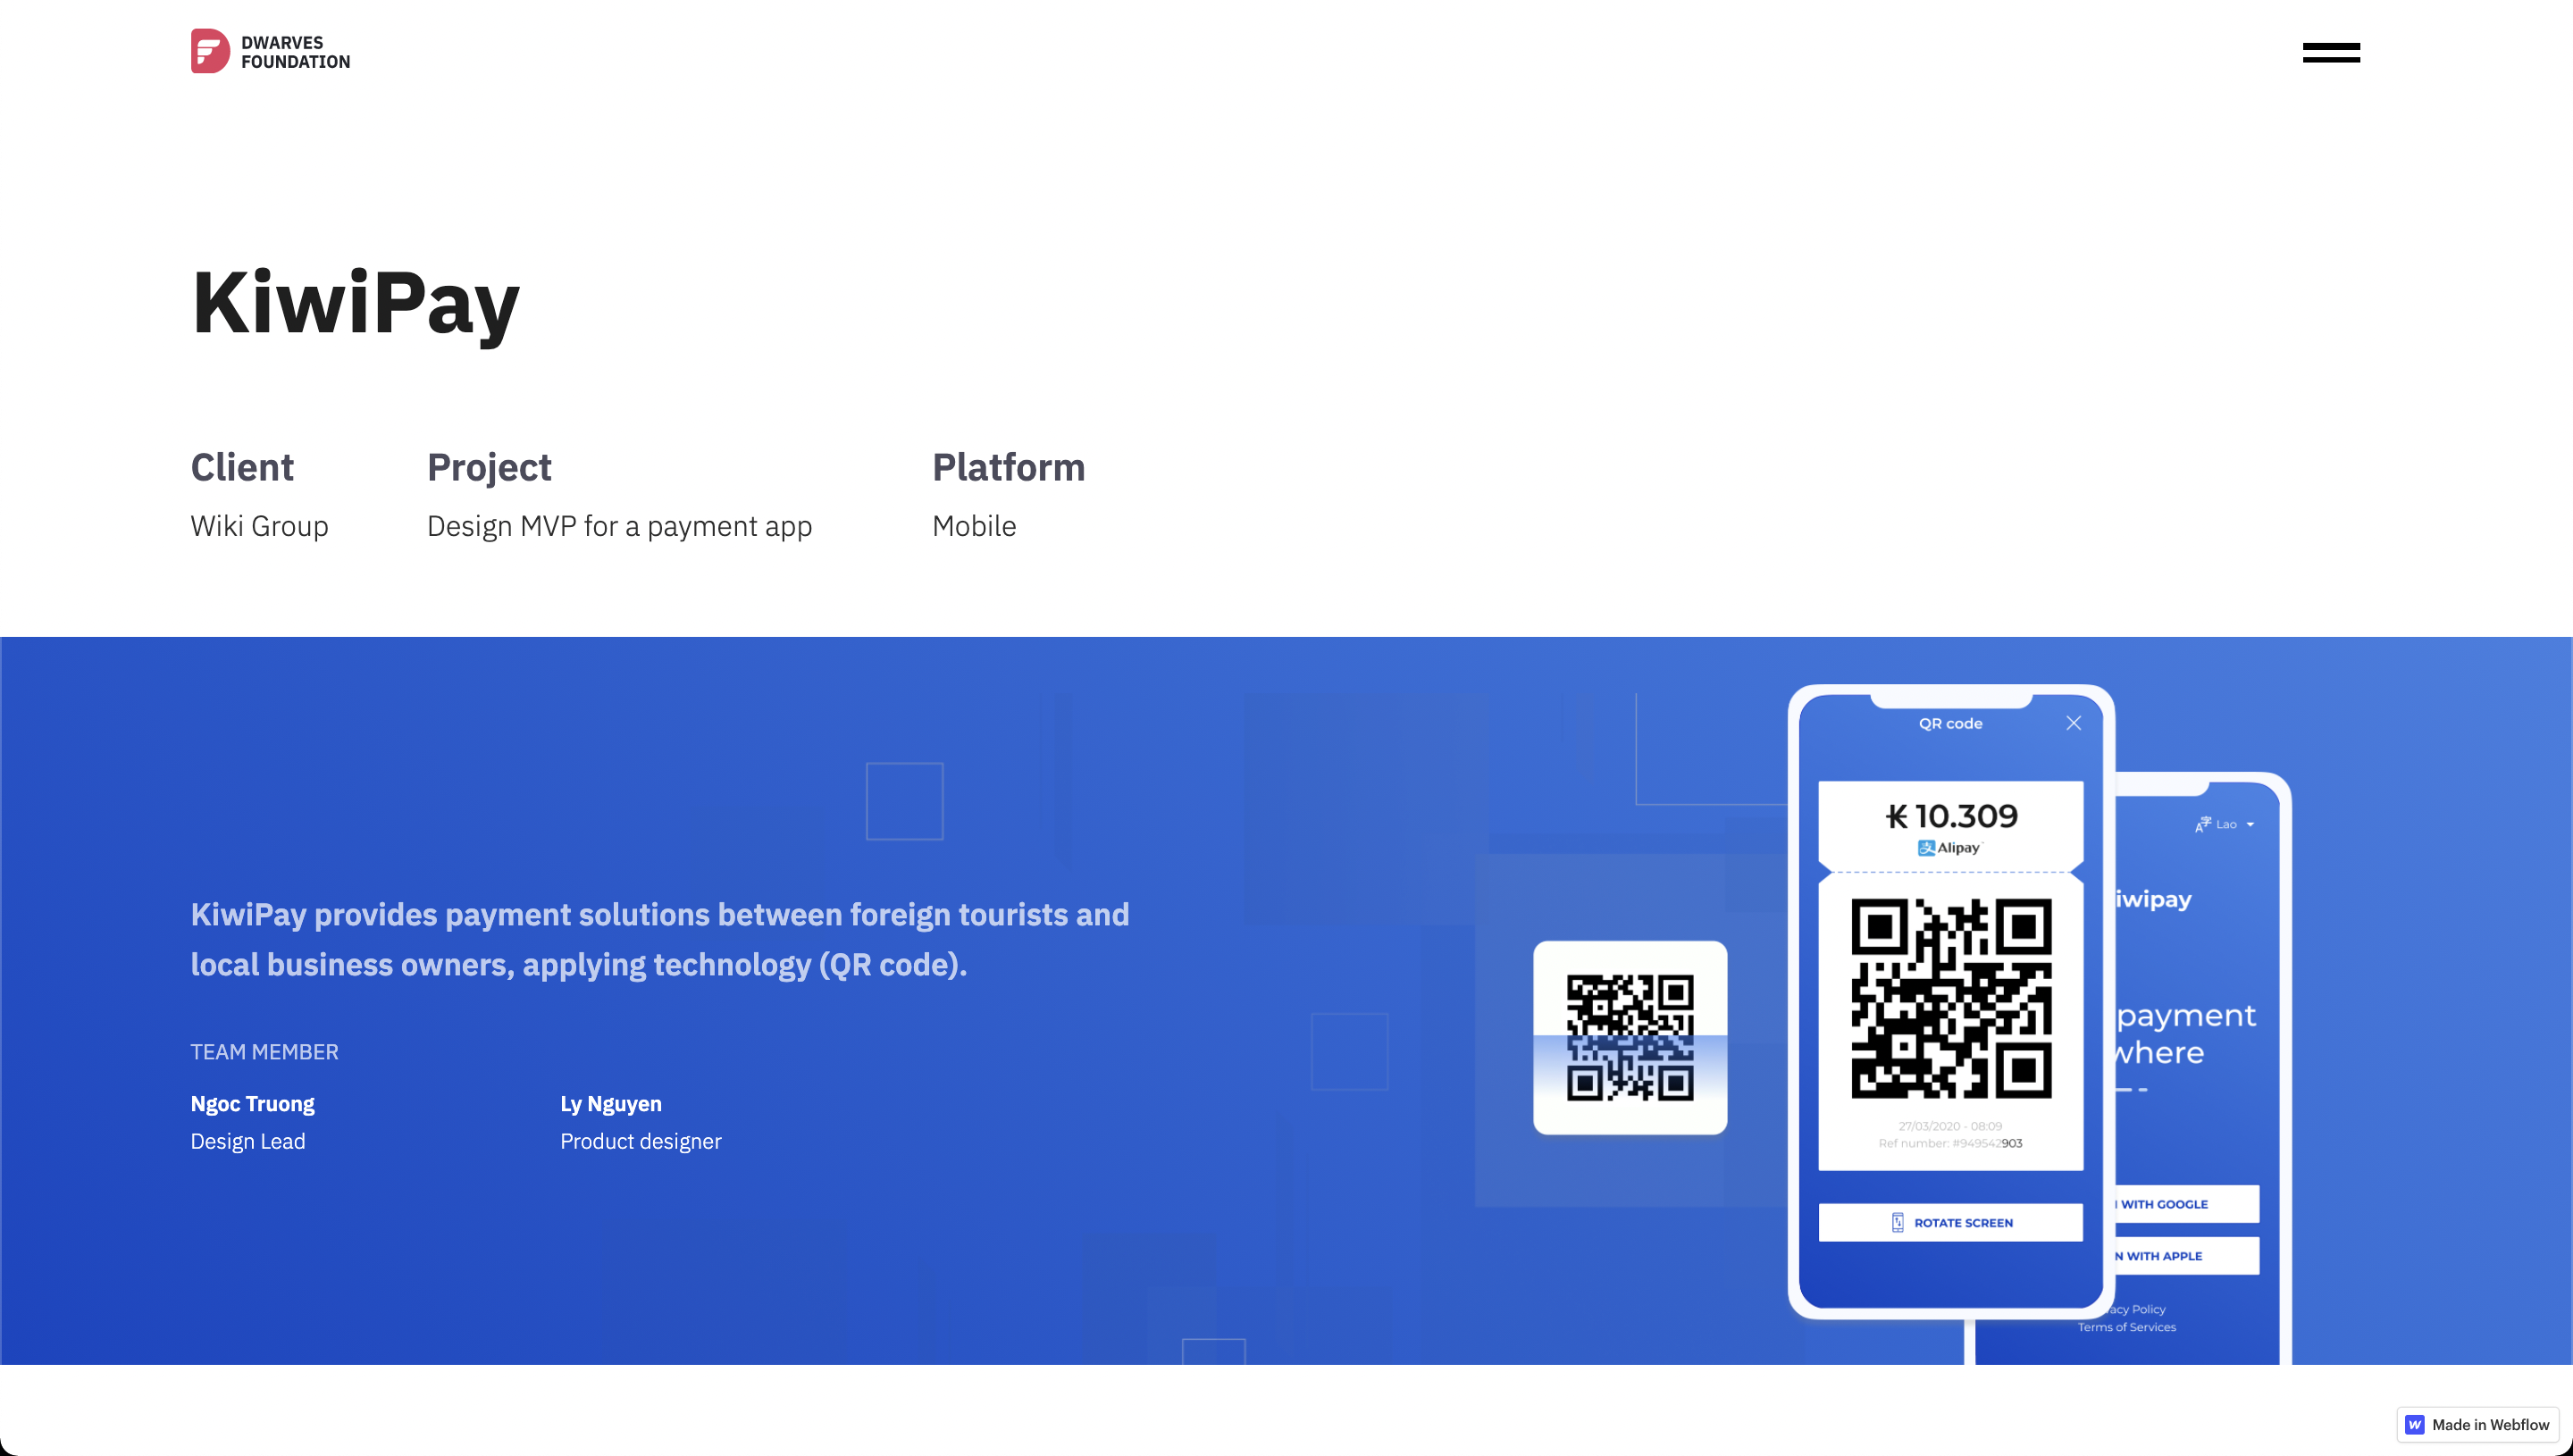 DWARVES
FOUNDATION
KiwiPay
Client
Project
Platform
Wiki Group
Design MVP for a payment app
Mobile
KiwiPay provides payment solutions between foreign tourists and
local business owners, applying technology (QR code).
TEAM MEMBER
Ngoc Truong
Ly Nguyen
Design Lead
Product designer
QR code
₭ 10.309
Alipay
27/03/2020 - 08:09
Ref number: #949542903
ROTATE SCREEN
Lao
iwipay
payment
where
WITH GOOGLE
N WITH APPLE
acy Policy
Terms of Services
Made in Webflow